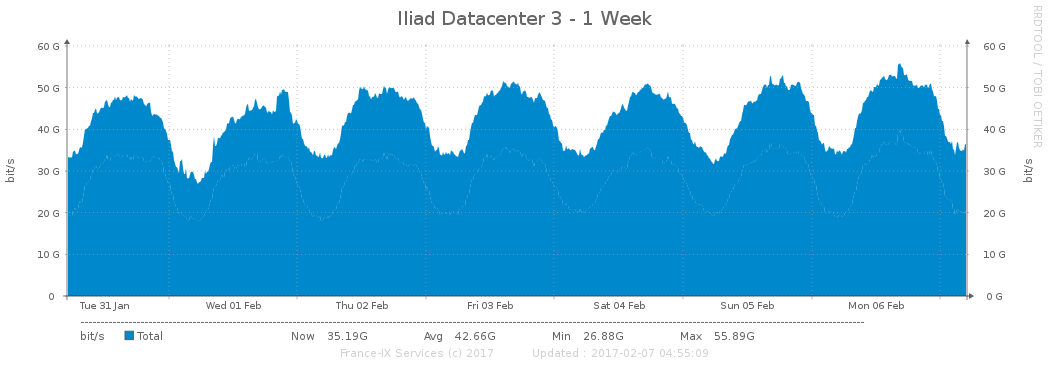 Iliad Datacenter 3 - 1 Week
RRDTOOL / TOBI OETIKER
60 G 60 G
50 G 50 G
40 G 40 G
30 G 30 G
20 G 20 G
10 G 10 G
0 0 G
bit/s
bit/s
Tue 31 Jan Wed 01 Feb Thu 02 Feb Fri 03 Feb Sat 04 Feb Sun 05 Feb Mon 06 Feb
bit/s Total Now 35.19G Avg 42.66G Min 26.88G Max 55.89G
France-IX Services (c) 2017 Updated : 2017-02-07 04:55:09